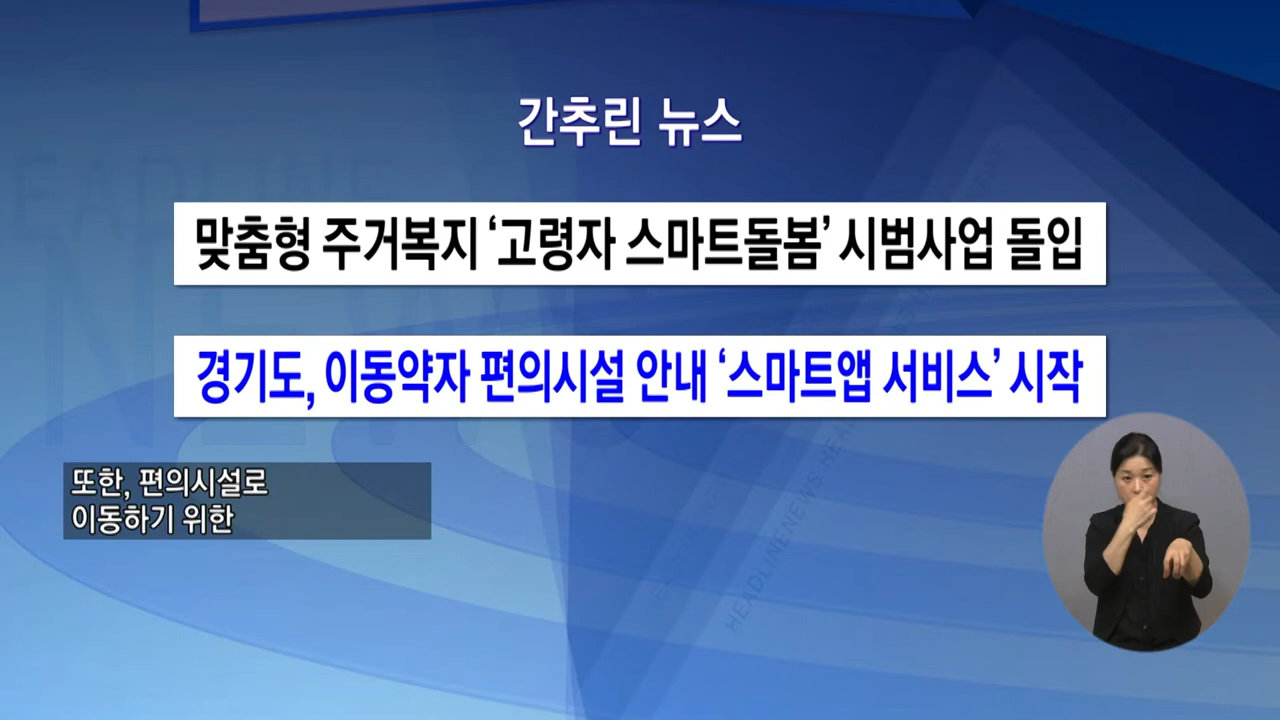 간추린 뉴스
맞춤형 주거복지 ‘고령자 스마트돌봄’ 시범사업 돌입
경기도, 이동약자 편의시설 안내 ‘스마트앱 서비스’ 시작
또한, 편의시설로
이동하기 위한
HEADLINENEWS